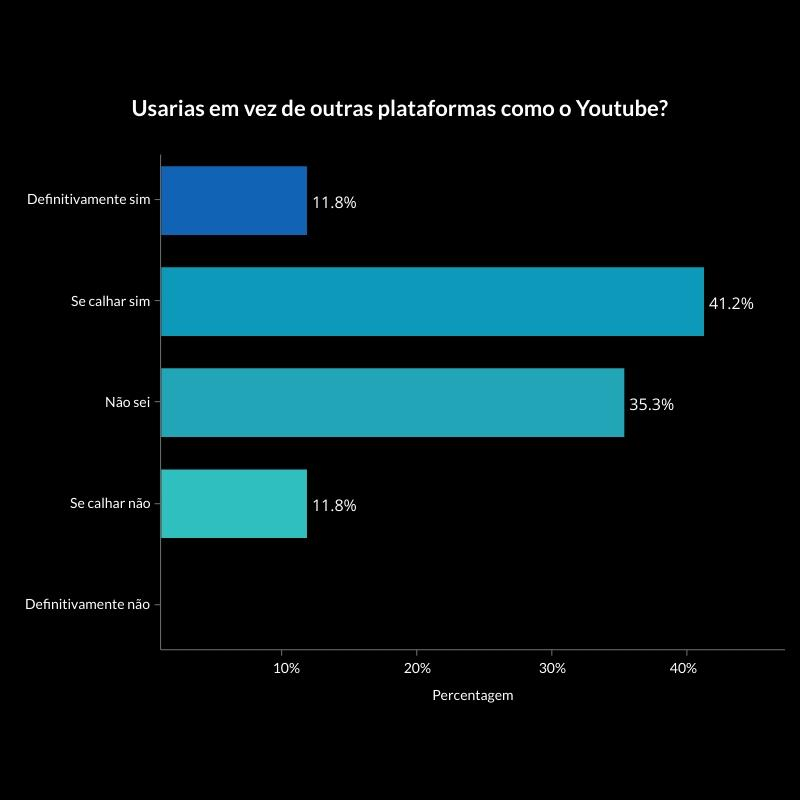 Usarias em vez de outras plataformas como o Youtube?
Definitivamente sim
11.8%
Se calhar sim
41.2%
Não sei
35.3%
Se calhar não
11.8%
Definitivamente não
10% 20% 30% 40%
Percentagem